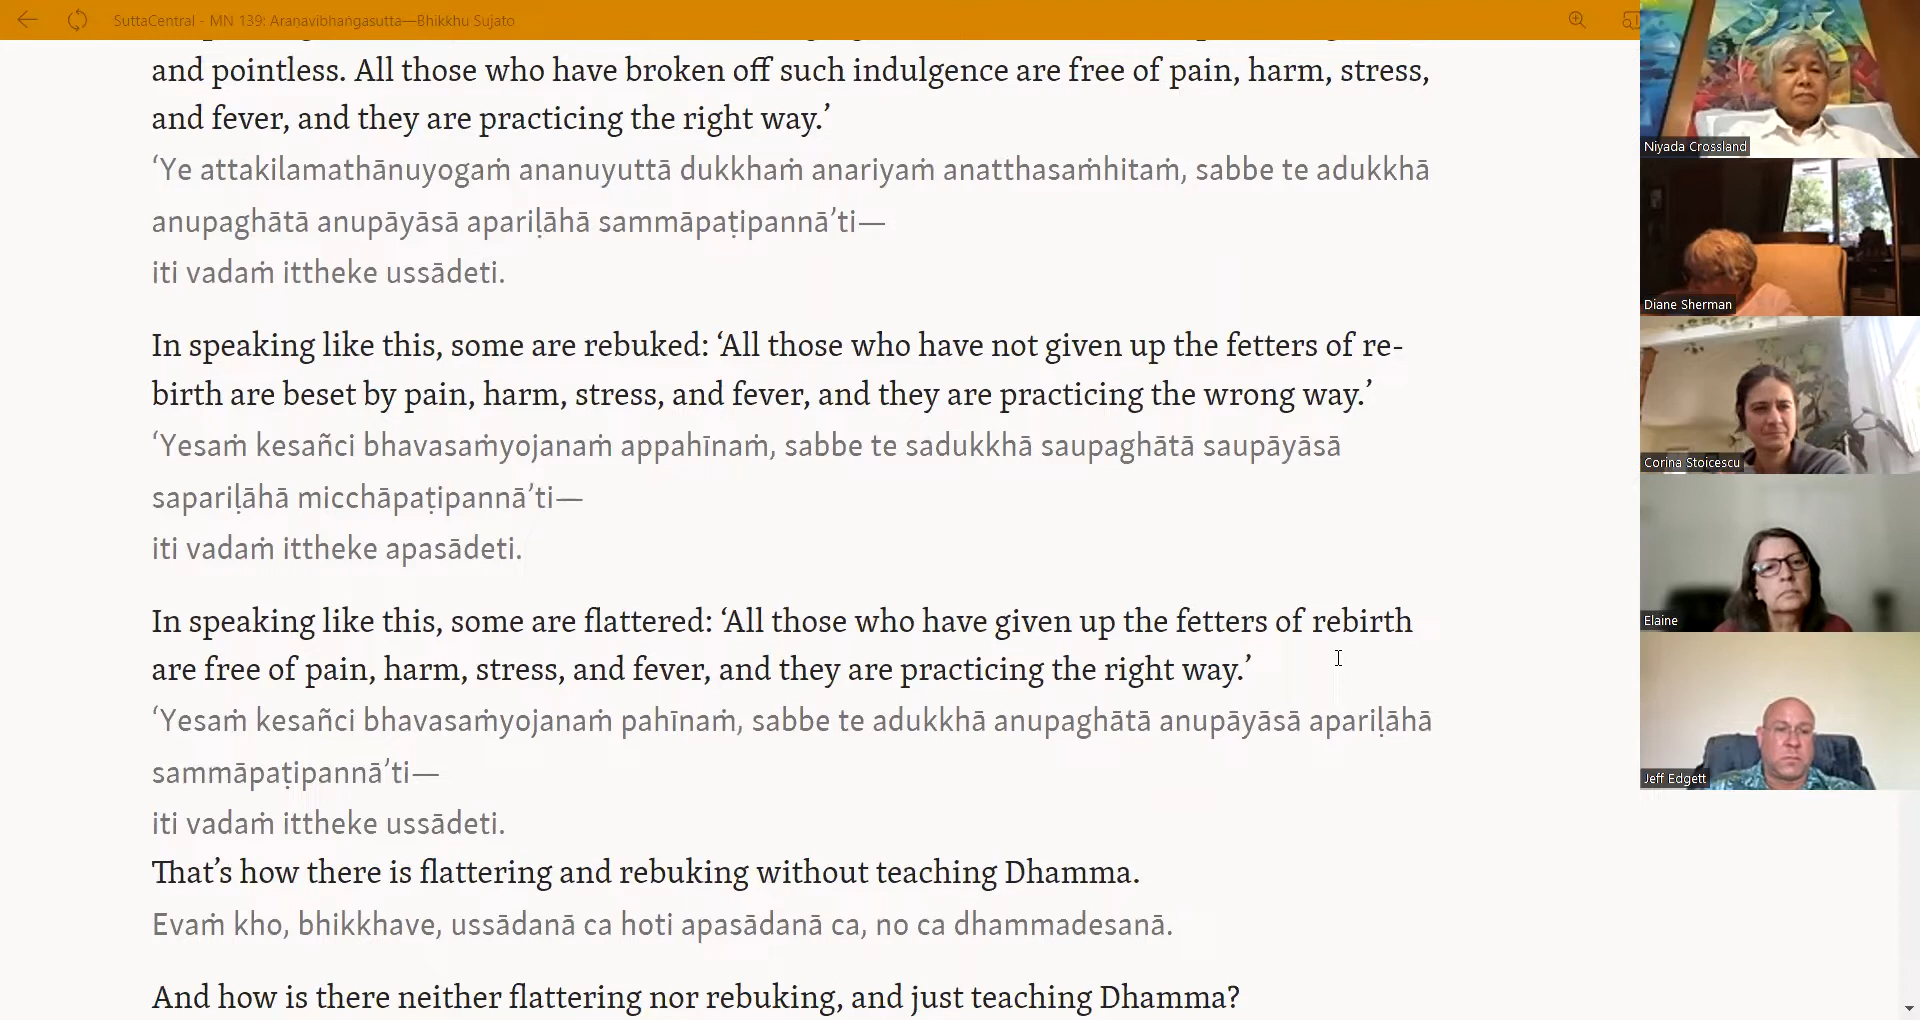 SuttaCentral - MN 139: Araṇavibhaṅgasutta—Bhikkhu Sujato
and pointless. All those who have broken off such indulgence are free of pain, harm, stress,
and fever, and they are practicing the right way.’
‘Ye attakilamathānuyogaṁ ananuyuttā dukkhaṁ anariyaṁ anatthasaṁhitaṁ, sabbe te adukkhā
anupaghātā anupāyāsā apariḷāhā sammāpaṭipannā’ti—
iti vadaṁ ittheke ussādeti.
In speaking like this, some are rebuked: ‘All those who have not given up the fetters of re-
birth are beset by pain, harm, stress, and fever, and they are practicing the wrong way.’
‘Yesaṁ kesañci bhavasaṁyojanaṁ appahīnaṁ, sabbe te sadukkhā saupaghātā saupāyāsā
sapariḷāhā micchāpaṭipannā’ti—
iti vadaṁ ittheke apasādeti.
In speaking like this, some are flattered: ‘All those who have given up the fetters of rebirth
are free of pain, harm, stress, and fever, and they are practicing the right way.’
‘Yesaṁ kesañci bhavasaṁyojanaṁ pahīnaṁ, sabbe te adukkhā anupaghātā anupāyāsā apariḷāhā
sammāpaṭipannā’ti—
iti vadaṁ ittheke ussādeti.
That’s how there is flattering and rebuking without teaching Dhamma.
Evaṁ kho, bhikkhave, ussādanā ca hoti apasādanā ca, no ca dhammadesanā.
And how is there neither flattering nor rebuking, and just teaching Dhamma?
Niyada Crossland
Diane Sherman
Corina Stoicescu
Elaine
Jeff Edgett